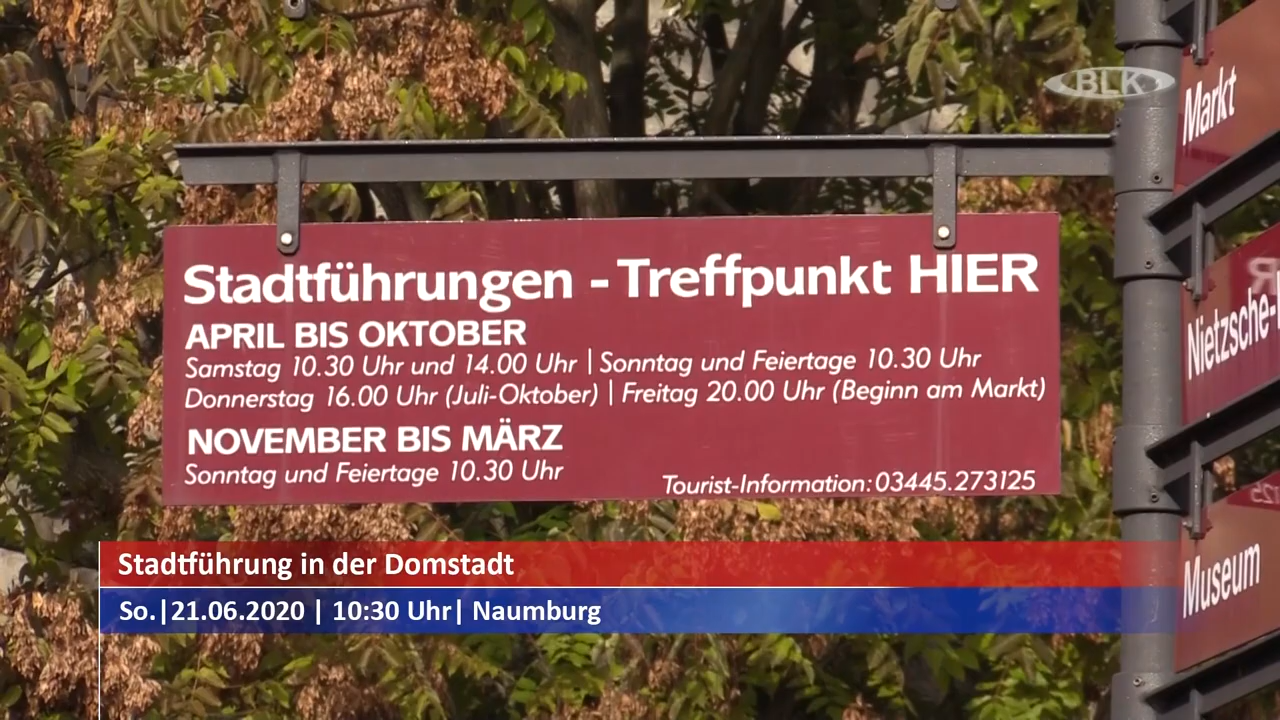 BLK
Markt
Stadtführungen - Treffpunkt HIER
APRIL BIS OKTOBER
Samstag 10.30 Uhr und 14.00 Uhr | Sonntag und Feiertage 10.30 Uhr
Donnerstag 16.00 Uhr (Juli-Oktober) | Freitag 20.00 Uhr (Beginn am Markt)
NOVEMBER BIS MÄRZ
Sonntag und Feiertage 10.30 Uhr
Tourist-Information: 03445.273125
Nietzsche-
Museum
Stadtführung in der Domstadt
So.|21.06.2020 | 10:30 Uhr| Naumburg